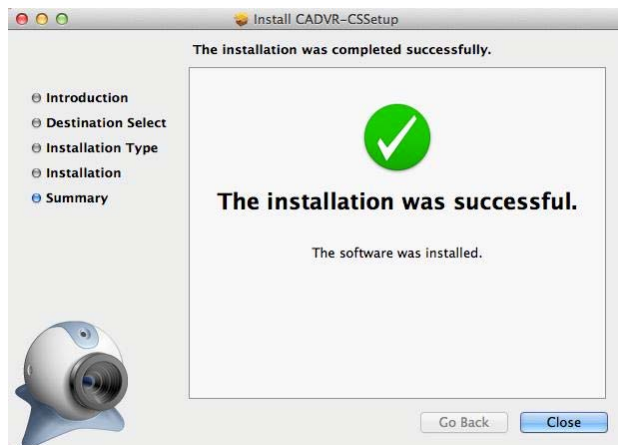 Install CADVR-CSSetup
The installation was completed successfully.
Introduction
Destination Select
Installation Type
Installation
Summary
The installation was successful.
The software was installed.
Go Back
Close